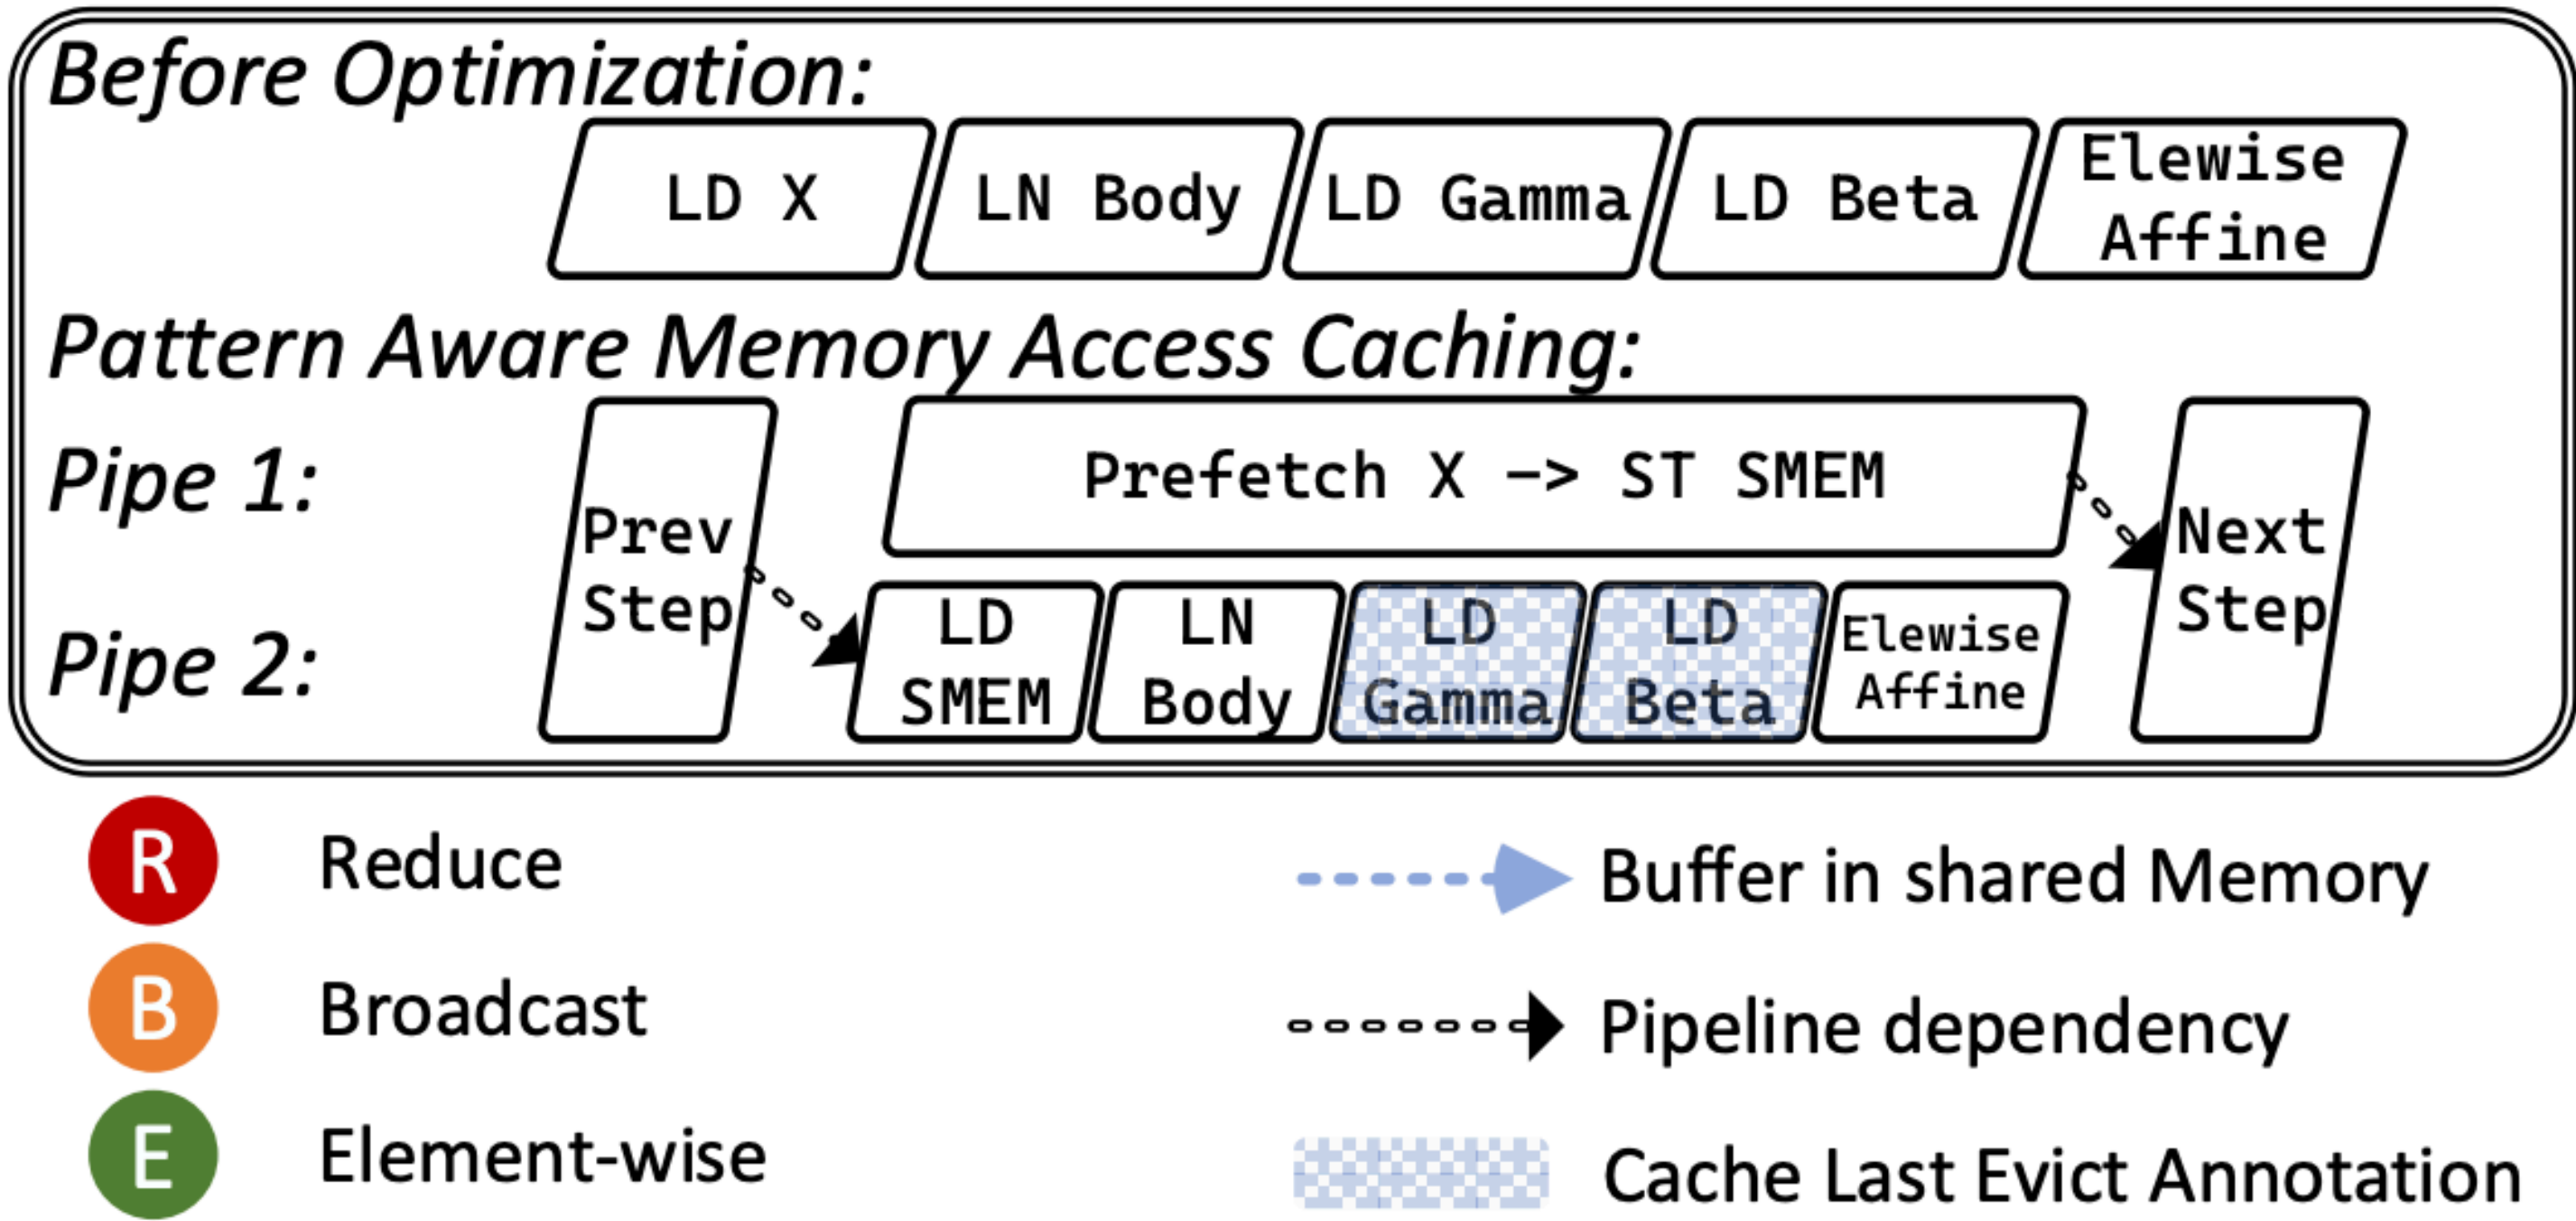 Before Optimization:
LD X
LN Body
LD Gamma
LD Beta
Elewise
Affine
Pattern Aware Memory Access Caching:
Pipe 1:
Pipe 2:
Prev
Step
Prefetch X -> ST SMEM
LD
SMEM
LN
Body
LD
Gamma
LD
Beta
Elewise
Affine
Next
Step
R Reduce
B Broadcast
E Element-wise
Buffer in shared Memory
Pipeline dependency
Cache Last Evict Annotation